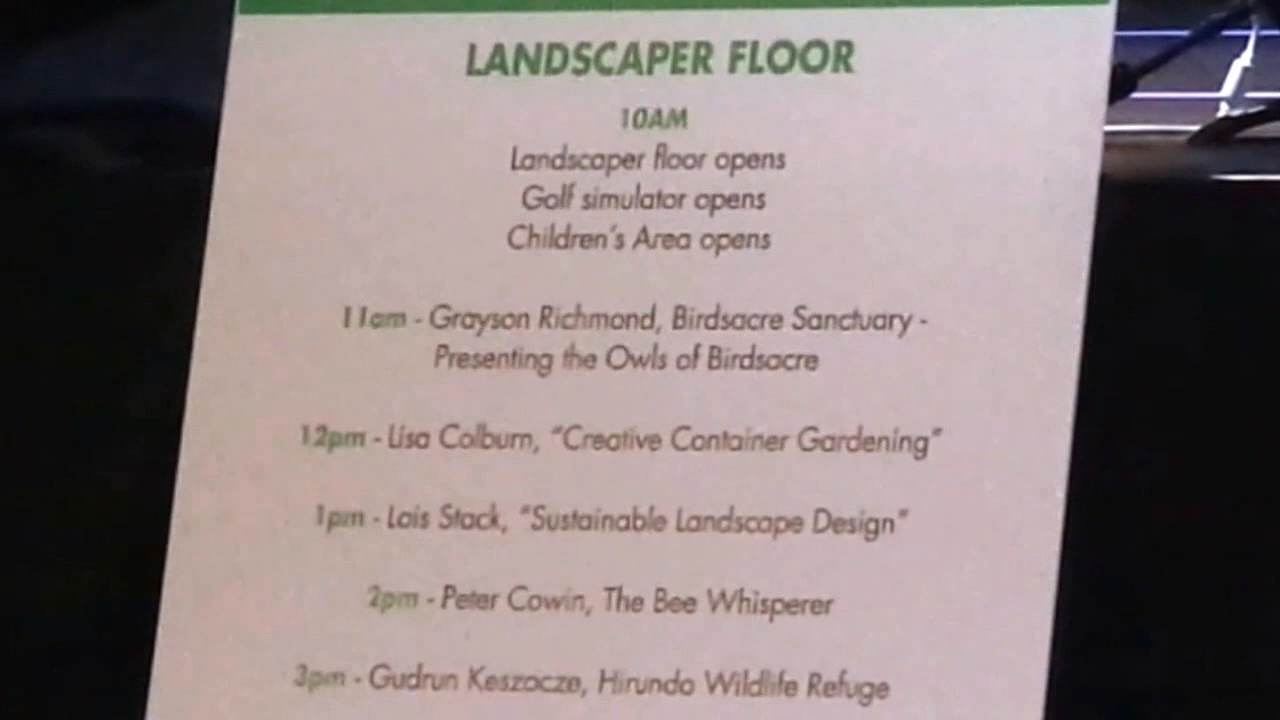 LANDSCAPER FLOOR
10AM
Landscaper floor opens
Golf simulator opens
Children's Area opens
11am - Grayson Richmond, Birdsacre Sanctuary -
Presenting the Owls of Birdsacre
12pm - Lisa Colburn, "Creative Container Gardening"
1pm - Lois Stack, "Sustainable Landscape Design"
2pm - Peter Cowin, The Bee Whisperer
3pm - Gudrun Keszocze, Hirundo Wildlife Refuge